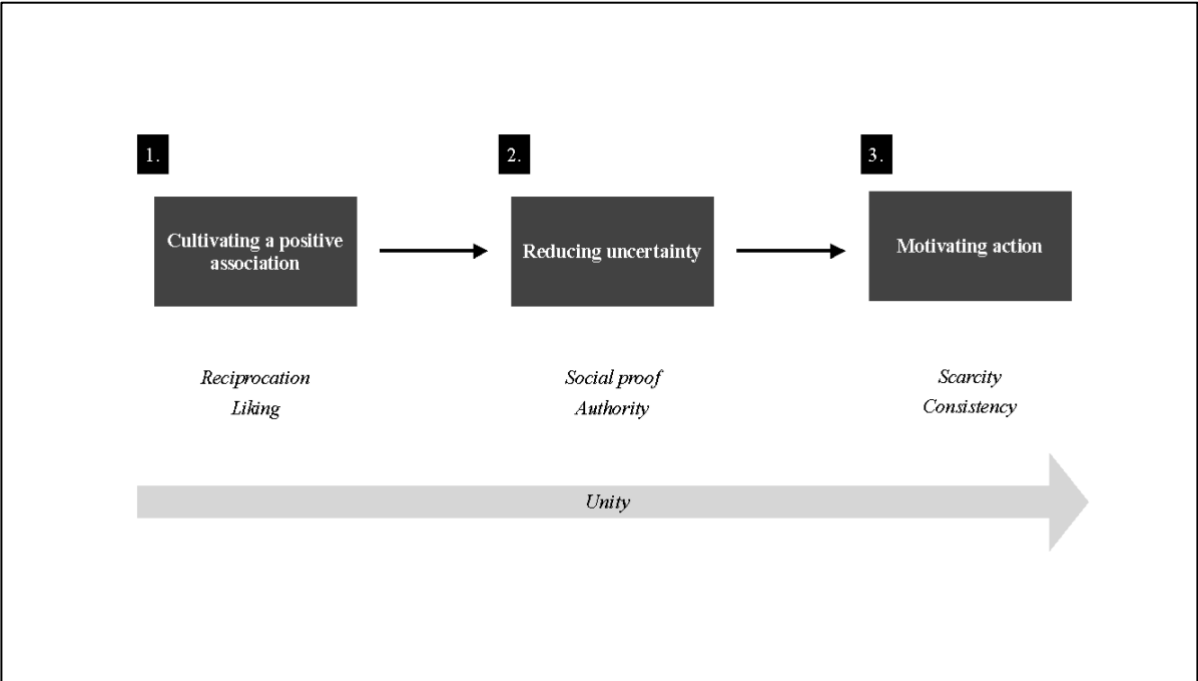 1.
Cultivating a positive
association
2.
Reducing uncertainty
3.
Motivating action
Reciprocation
Liking
Social proof
Authority
Scarcity
Consistency
Unity